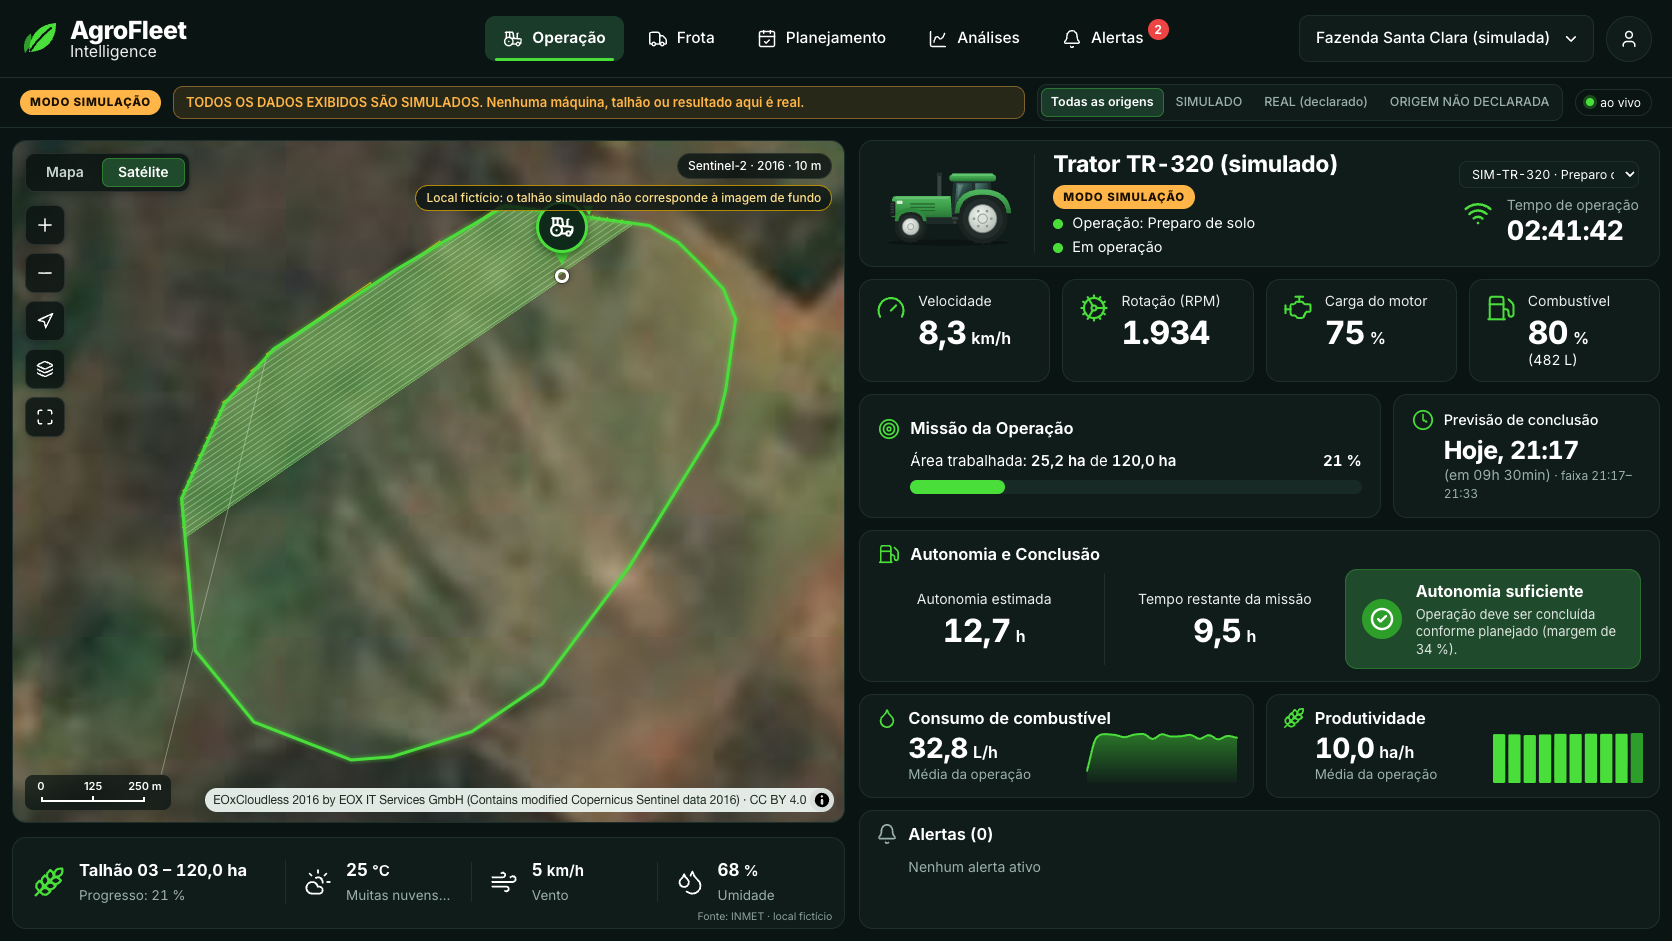 AgroFleet
Intelligence
Operação
Frota
Planejamento
Análises
Alertas
2
Fazenda Santa Clara (simulada)
MODO SIMULAÇÃO
TODOS OS DADOS EXIBIDOS SÃO SIMULADOS. Nenhuma máquina, talhão ou resultado aqui é real.
Todas as origens
SIMULADO
REAL (declarado)
ORIGEM NÃO DECLARADA
ao vivo
Mapa
Satélite
Sentinel-2 · 2016 · 10 m
Local fictício: o talhão simulado não corresponde à imagem de fundo
0 125 250 m
EOxCloudless 2016 by EOX IT Services GmbH (Contains modified Copernicus Sentinel data 2016) · CC BY 4.0
Talhão 03 – 120,0 ha
Progresso: 21 %
25 °C
Muitas nuvens...
5 km/h
Vento
68 %
Umidade
Fonte: INMET · local fictício
Trator TR-320 (simulado)
MODO SIMULAÇÃO
Operação: Preparo de solo
Em operação
SIM-TR-320 · Preparo
Tempo de operação
02:41:42
Velocidade
8,3 km/h
Rotação (RPM)
1.934
Carga do motor
75 %
Combustível
80 %
(482 L)
Missão da Operação
Área trabalhada: 25,2 ha de 120,0 ha
21 %
Previsão de conclusão
Hoje, 21:17
(em 09h 30min) · faixa 21:17–
21:33
Autonomia e Conclusão
Autonomia estimada
12,7 h
Tempo restante da missão
9,5 h
Autonomia suficiente
Operação deve ser concluída
conforme planejado (margem de
34 %).
Consumo de combustível
32,8 L/h
Média da operação
Produtividade
10,0 ha/h
Média da operação
Alertas (0)
Nenhum alerta ativo